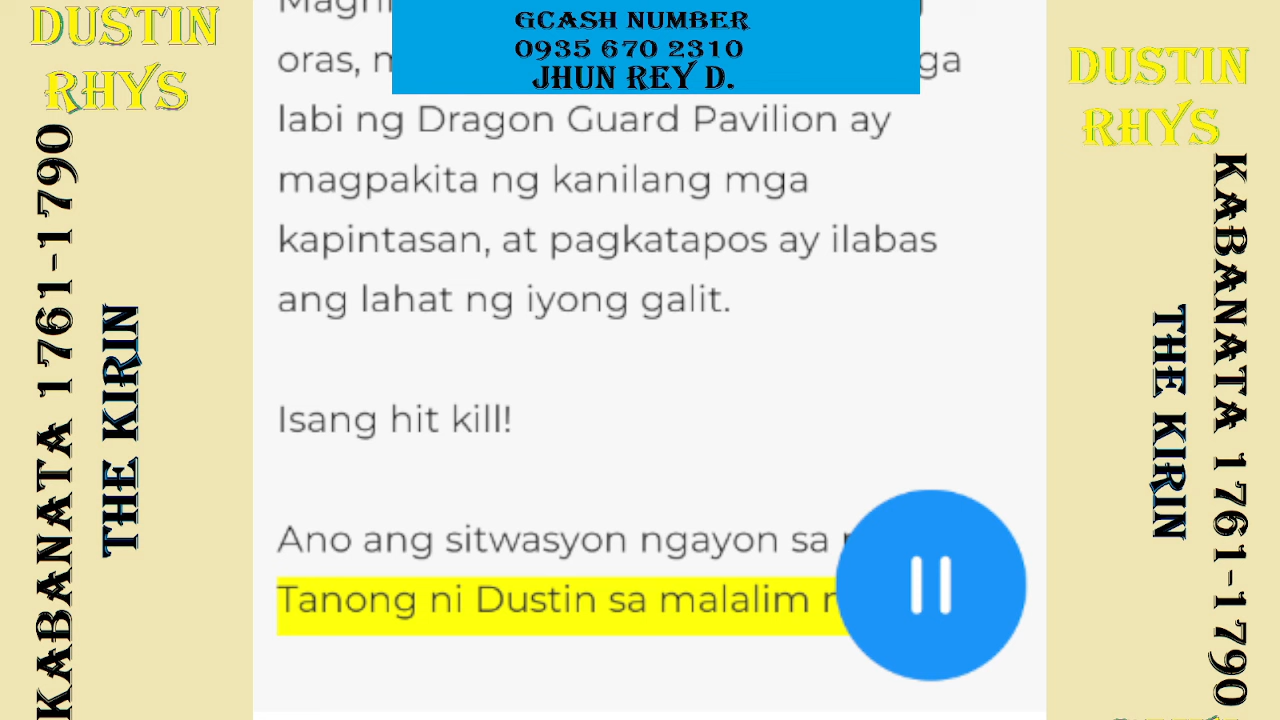 DUSTIN
RHYS
KABANATA 1761-1790
THE KIRIN
GCASH NUMBER
0935 670 2310
JHUN REY D.
oras,
labi ng Dragon Guard Pavilion ay
magpakita ng kanilang mga
kapintasan, at pagkatapos ay ilabas
ang lahat ng iyong galit.
Isang hit kill!
Ano ang sitwasyon ngayon sa
Tanong ni Dustin sa malalim
DUSTIN
RHYS
KABANATA 1761-1790
THE KIRIN